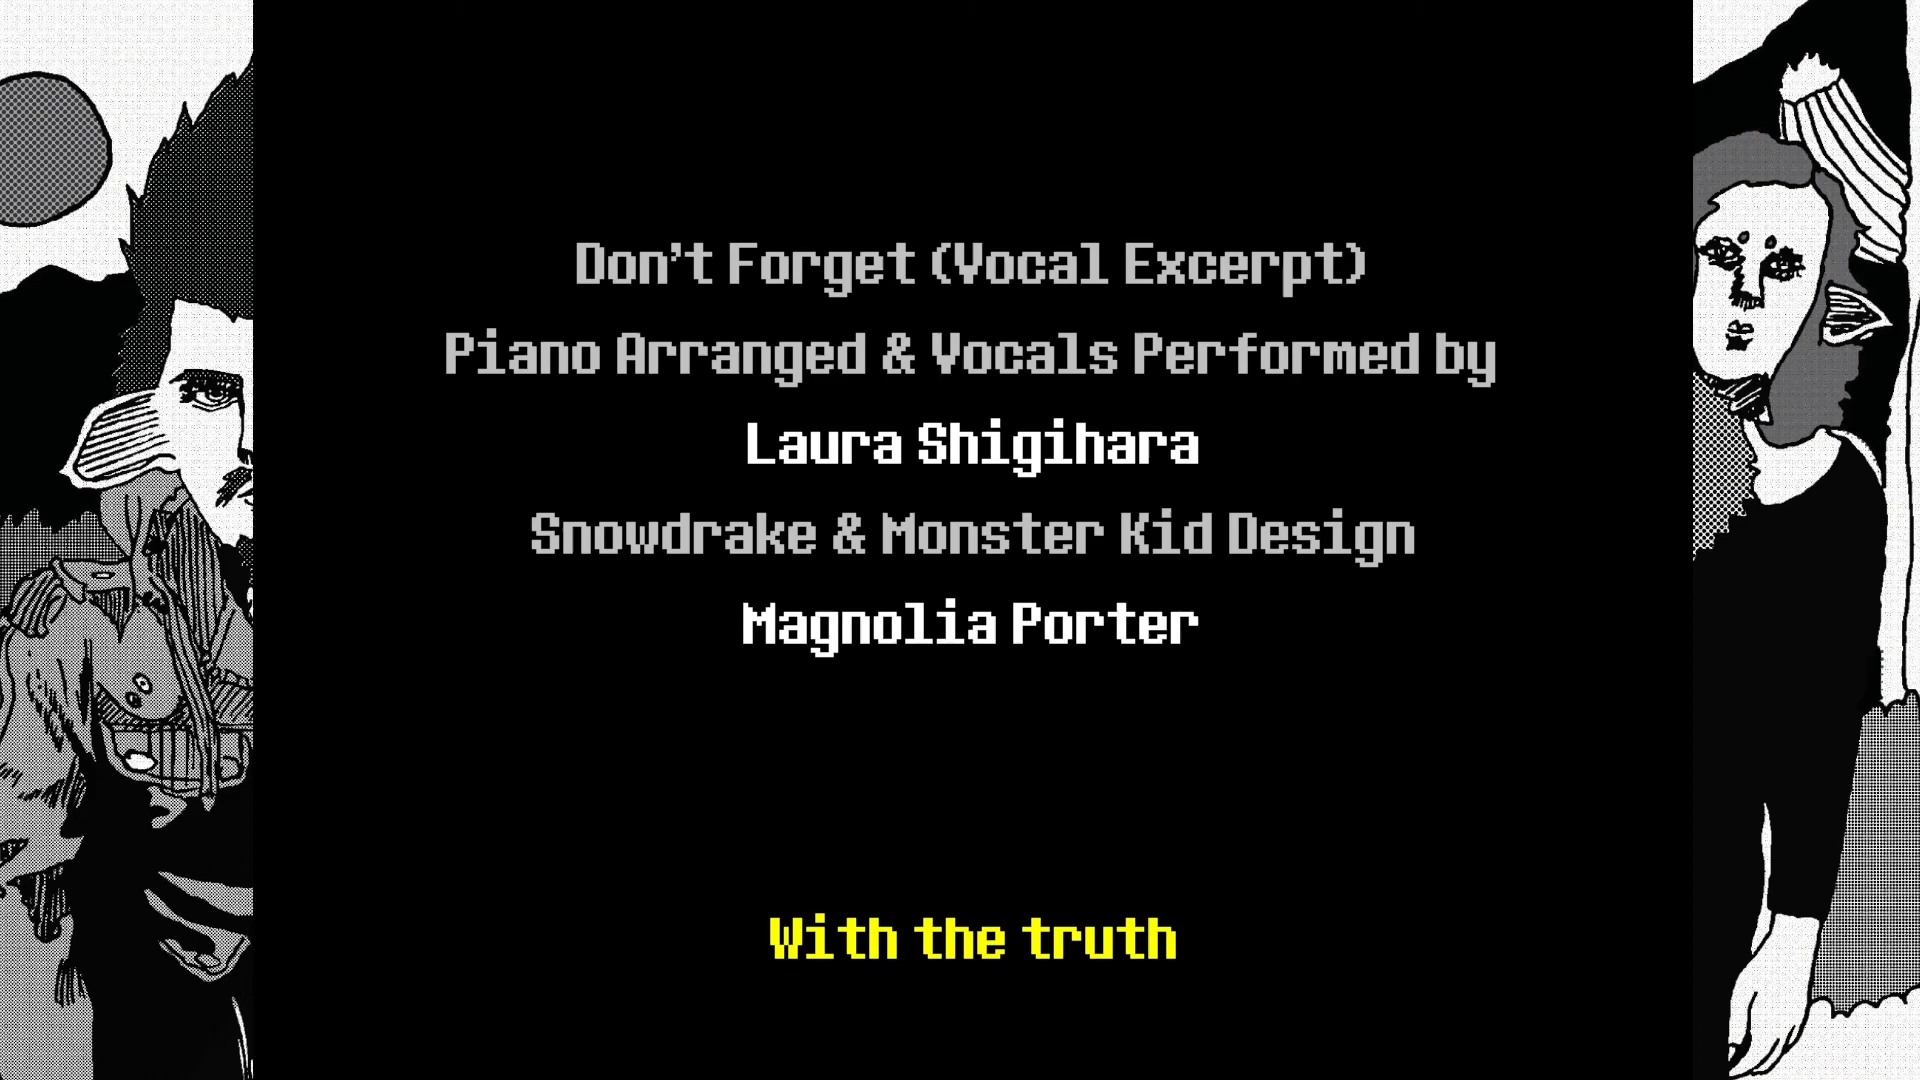 Don't Forget (Vocal Excerpt)
Piano Arranged & Vocals Performed by
Laura Shigihara
Snowdrake & Monster Kid Design
Magnolia Porter
With the truth